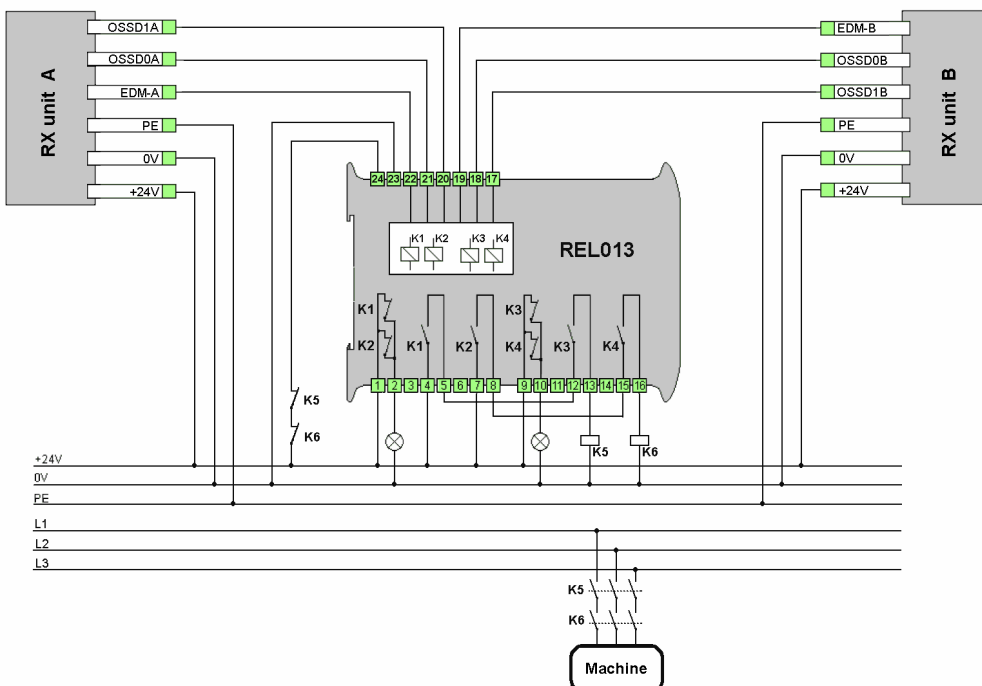 RX unit A
OSSD1A
OSSD0A
EDM-A
PE
0V
+24V
EDM-B
OSSD0B
OSSD1B
PE
0V
+24V
RX unit B
24 23 22 21 20 19 18 17
K1 K2 K3 K4
REL013
K1
K2
K1
K2
K3
K4
K3
K4
1 2 3 4 5 6 7 8 9 10 11 12 13 14 15 16
K5
K6
K5
K6
+24V
0V
PE
L1
L2
L3
K5
K6
Machine